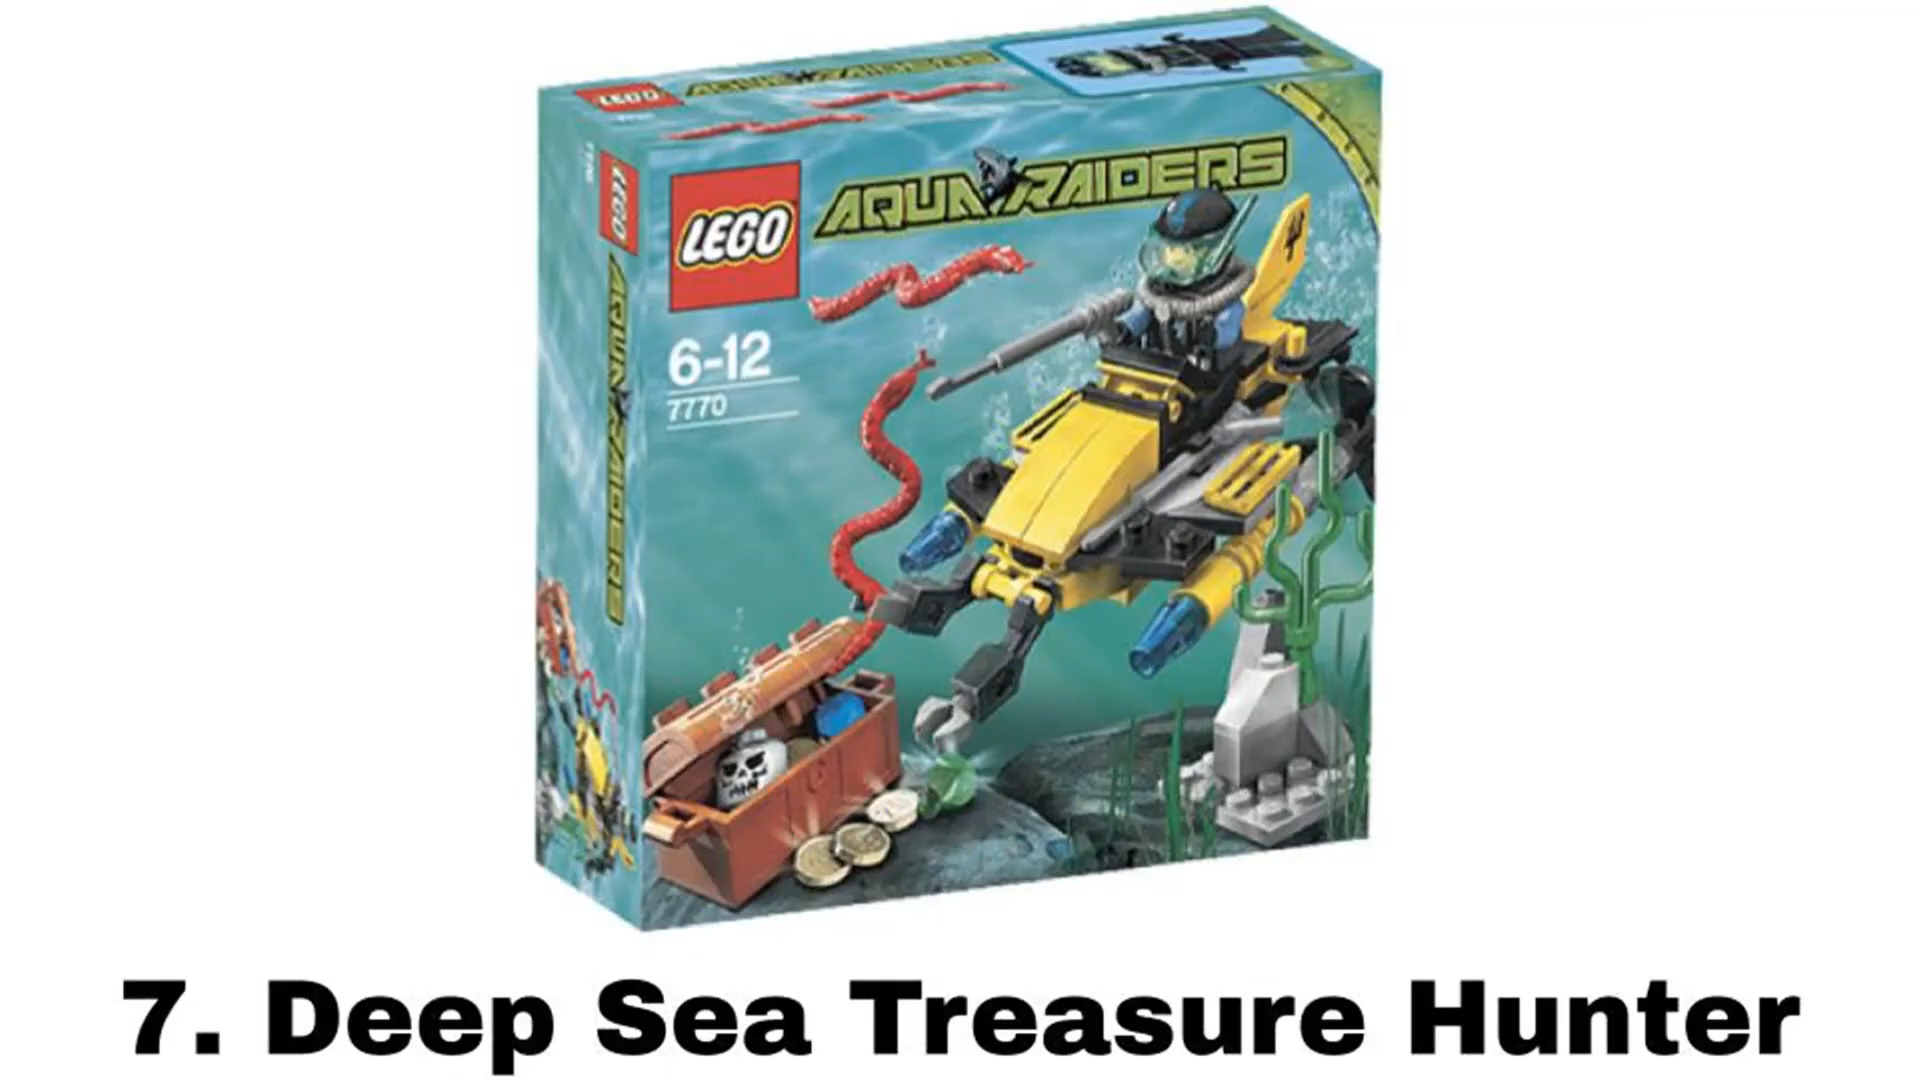 LEGO
AQUA RAIDERS
LEGO
AQUA RAIDERS
LEGO
AQUA RAIDERS
6-12
7770
7. Deep Sea Treasure Hunter